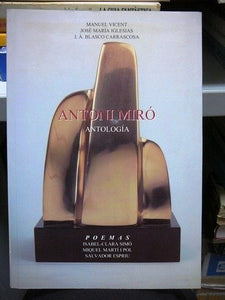 MANUEL VICENT
JOSÉ MARÍA IGLESIAS
J. Á. BLASCO CARRASCOSA
ANTONI MIRÓ
ANTOLOGÍA
POEMAS
ISABEL-CLARA SIMÓ
MIQUEL MARTÍ I POL
SALVADOR ESPRIU